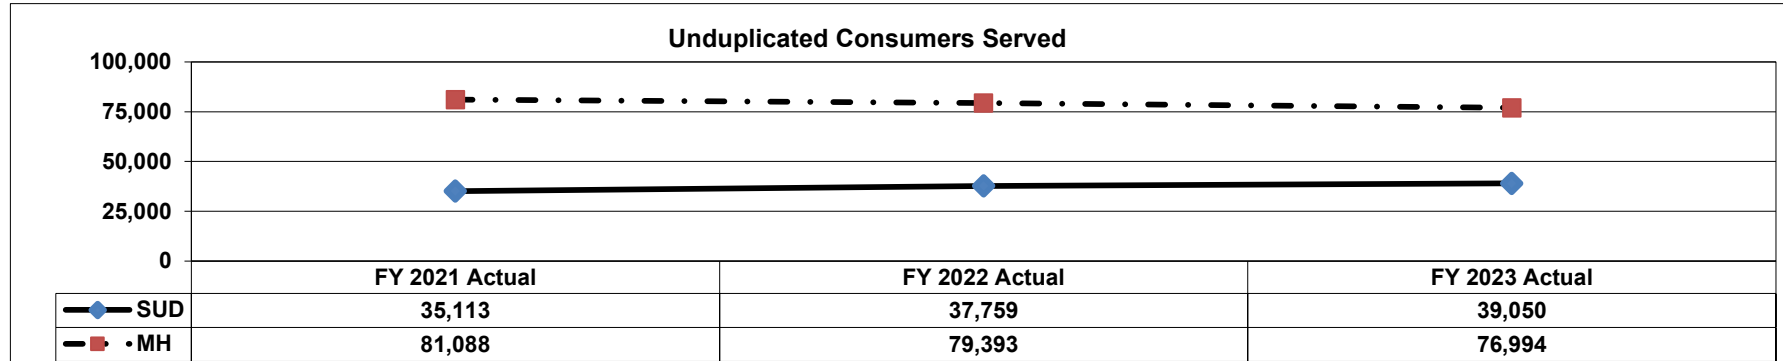 Unduplicated Consumers Served
100,000
75,000
50,000
25,000
0
FY 2021 Actual FY 2022 Actual FY 2023 Actual
SUD 35,113 37,759 39,050
MH 81,088 79,393 76,994